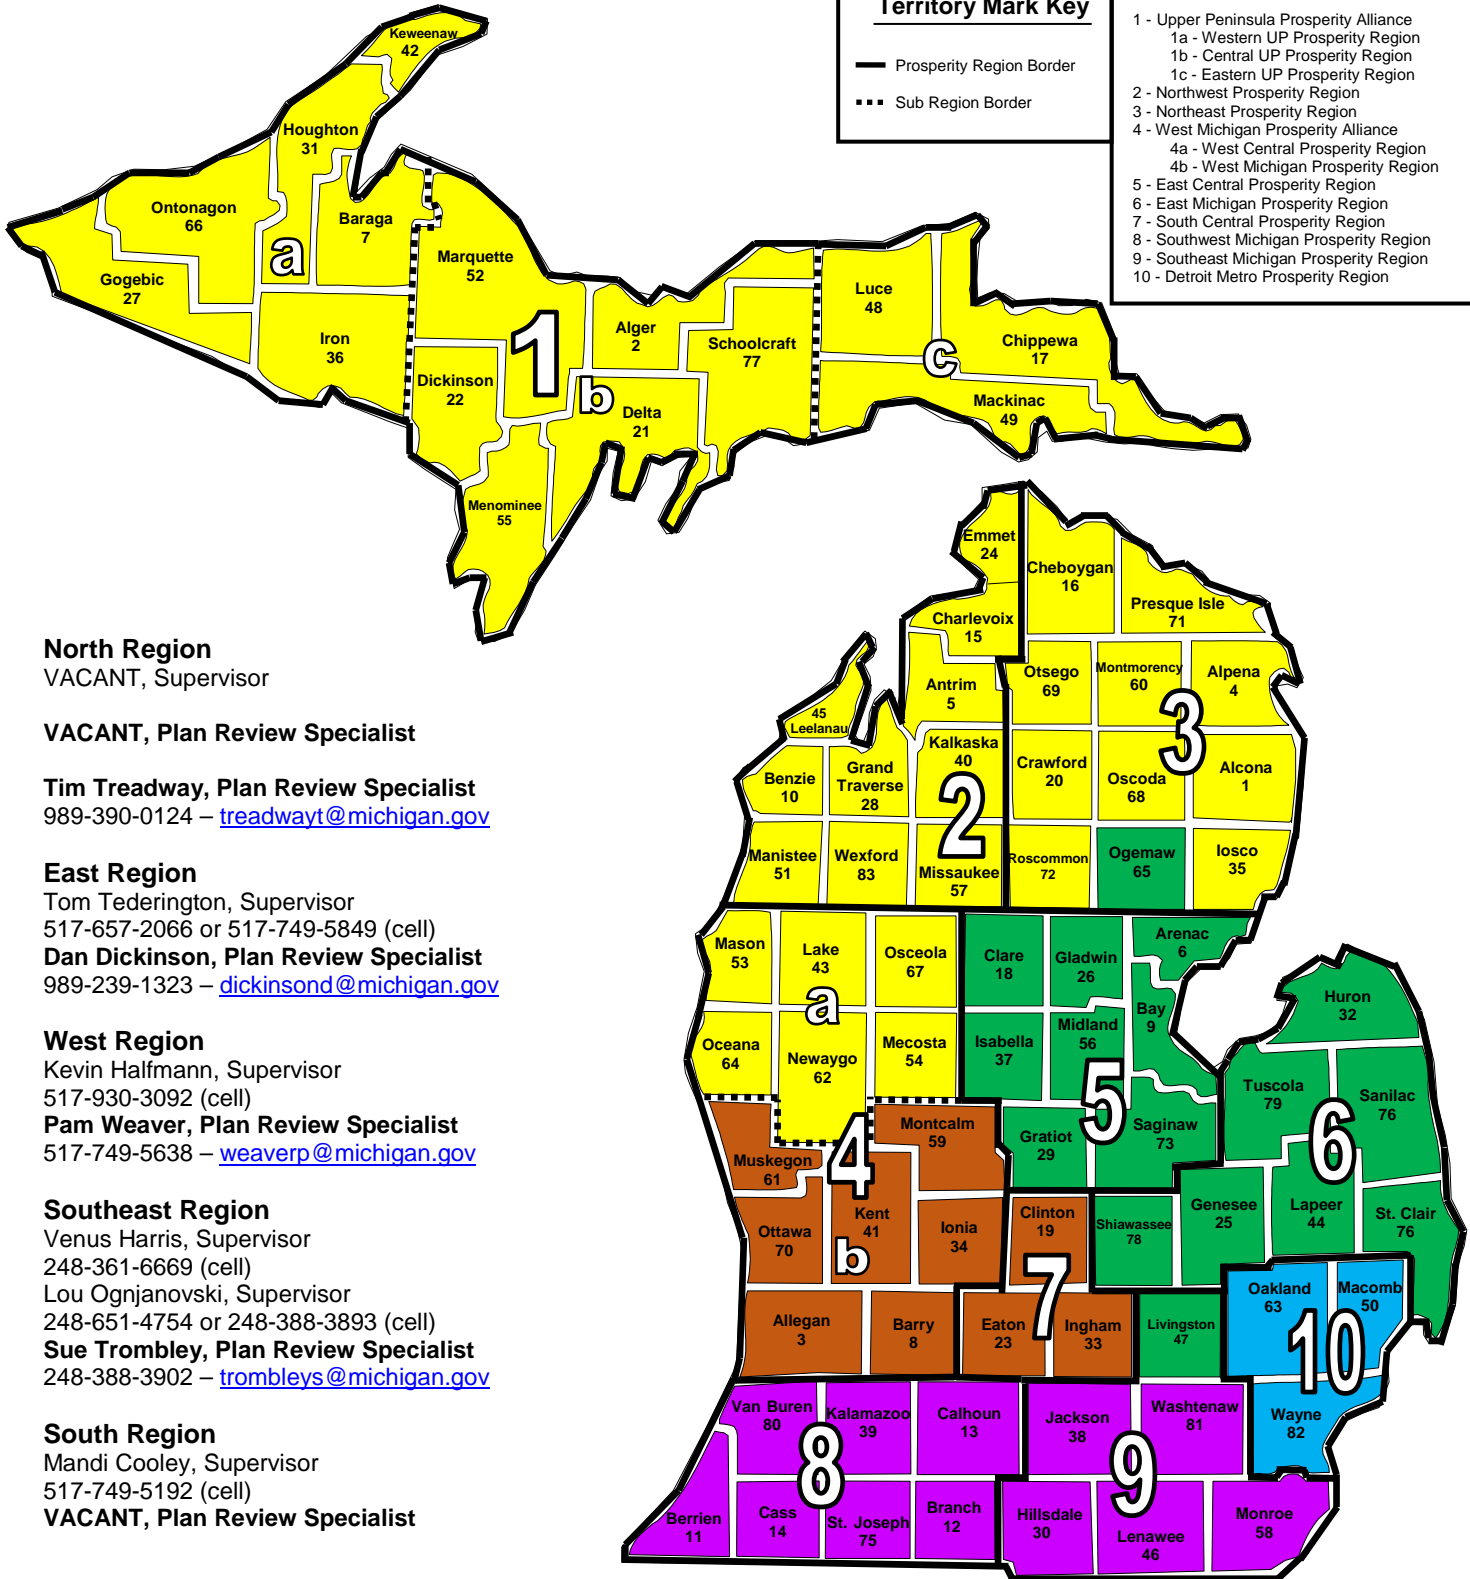 Territory Mark Key
Prosperity Region Border
Sub Region Border
1 - Upper Peninsula Prosperity Alliance
1a - Western UP Prosperity Region
1b - Central UP Prosperity Region
1c - Eastern UP Prosperity Region
2 - Northwest Prosperity Region
3 - Northeast Prosperity Region
4 - West Michigan Prosperity Alliance
4a - West Central Prosperity Region
4b - West Michigan Prosperity Region
5 - East Central Prosperity Region
6 - East Michigan Prosperity Region
7 - South Central Prosperity Region
8 - Southwest Michigan Prosperity Region
9 - Southeast Michigan Prosperity Region
10 - Detroit Metro Prosperity Region
Keweenaw
42
Houghton
31
Ontonagon
66
Baraga
7
a
Gogebic
27
Iron
36
Marquette
52
1
Dickinson
22
b
Alger
2
Schoolcraft
77
Delta
21
Menominee
55
Luce
48
c
Chippewa
17
Mackinac
49
Emmet
24
Cheboygan
16
Presque Isle
71
Charlevoix
15
Antrim
5
Otsego
69
Montmorency
60
Alpena
4
3
45
Leelanau
Benzie
10
Grand
Traverse
28
Kalkaska
40
2
Crawford
20
Oscoda
68
Alcona
1
Manistee
51
Wexford
83
Missaukee
57
Roscommon
72
Ogemaw
65
Iosco
35
Mason
53
Lake
43
Osceola
67
a
Clare
18
Gladwin
26
Arenac
6
Oceana
64
Newaygo
62
Mecosta
54
Isabella
37
Midland
56
Bay
9
5
Huron
32
Tuscola
79
Sanilac
76
6
Muskegon
61
4
Montcalm
59
Gratiot
29
Saginaw
73
Ottawa
70
Kent
41
b
Ionia
34
Clinton
19
7
Shiawassee
78
Genesee
25
Lapeer
44
St. Clair
76
Allegan
3
Barry
8
Eaton
23
Ingham
33
Livingston
47
Oakland
63
Macomb
50
10
Van Buren
80
Kalamazoo
39
Calhoun
13
8
Jackson
38
Washtenaw
81
9
Wayne
82
Berrien
11
Cass
14
St. Joseph
75
Branch
12
Hillsdale
30
Lenawee
46
Monroe
58
North Region
VACANT, Supervisor
VACANT, Plan Review Specialist
Tim Treadway, Plan Review Specialist
989-390-0124 – treadwayt@michigan.gov
East Region
Tom Tederington, Supervisor
517-657-2066 or 517-749-5849 (cell)
Dan Dickinson, Plan Review Specialist
989-239-1323 – dickinsond@michigan.gov
West Region
Kevin Halfmann, Supervisor
517-930-3092 (cell)
Pam Weaver, Plan Review Specialist
517-749-5638 – weaverp@michigan.gov
Southeast Region
Venus Harris, Supervisor
248-361-6669 (cell)
Lou Ognjanovski, Supervisor
248-651-4754 or 248-388-3893 (cell)
Sue Trombley, Plan Review Specialist
248-388-3902 – trombleys@michigan.gov
South Region
Mandi Cooley, Supervisor
517-749-5192 (cell)
VACANT, Plan Review Specialist